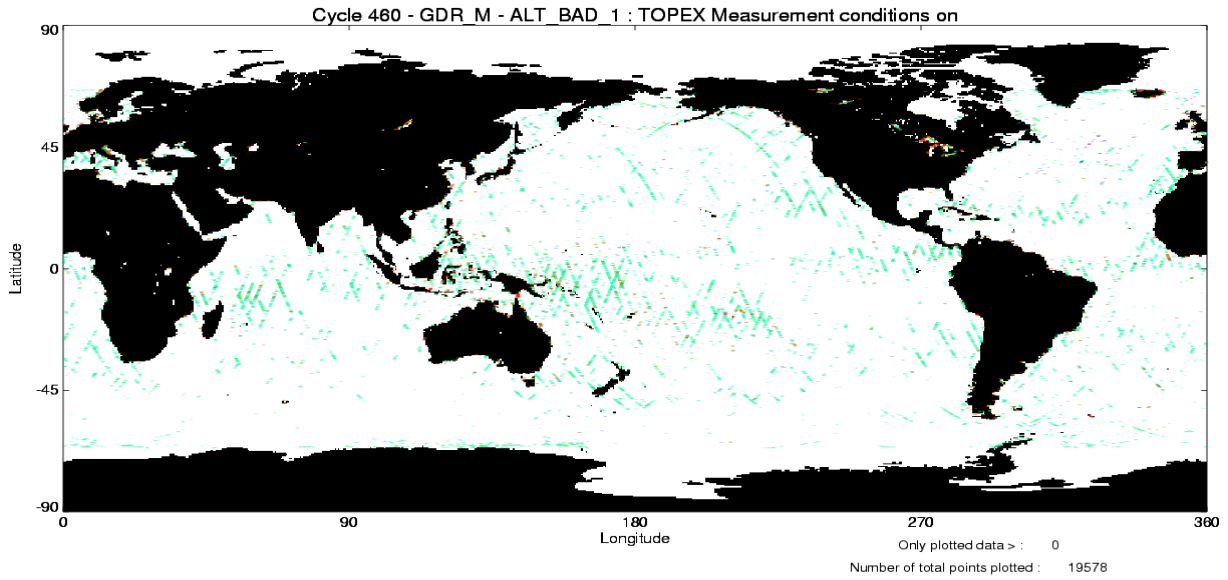 Cycle 460 - GDR_M - ALT_BAD_1 : TOPEX Measurement conditions on
90
45
0
-45
-90
Latitude
0 90 180 270 360
Longitude
Only plotted data > : 0
Number of total points plotted : 19578